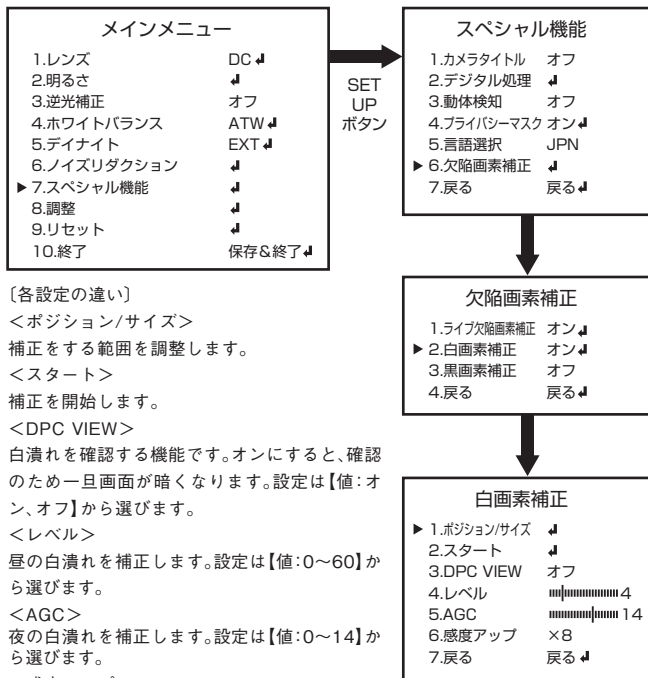 メインメニュー
1.レンズ DC↲
2.明るさ ↲
3.逆光補正 オフ
4.ホワイトバランス ATW↲
5.デイナイト EXT↲
6.ノイズリダクション ↲
▶7.スペシャル機能 ↲
8.調整 ↲
9.リセット ↲
10.終了 保存&終了↲
SET
UP
ボタン
スペシャル機能
1.カメラタイトル オフ
2.デジタル処理 ↲
3.動体検知 オフ
4.プライバシーマスク オン↲
5.言語選択 JPN
▶6.欠陥画素補正 ↲
7.戻る 戻る↲
欠陥画素補正
1.ライブ欠陥画素補正 オン↲
▶2.白画素補正 オン↲
3.黒画素補正 オフ
4.戻る 戻る↲
白画素補正
▶1.ポジション/サイズ ↲
2.スタート ↲
3.DPC VIEW オフ
4.レベル 4
5.AGC 14
6.感度アップ ×8
7.戻る 戻る↲
〔各設定の違い〕
<ポジション/サイズ>
補正をする範囲を調整します。
<スタート>
補正を開始します。
<DPC VIEW>
白潰れを確認する機能です。オンにすると、確認
のため一旦画面が暗くなります。設定は【値:オ
ン、オフ】から選びます。
<レベル>
昼の白潰れを補正します。設定は【値:0〜60】か
ら選びます。
<AGC>
夜の白潰れを補正します。設定は【値:0〜14】か
ら選びます。